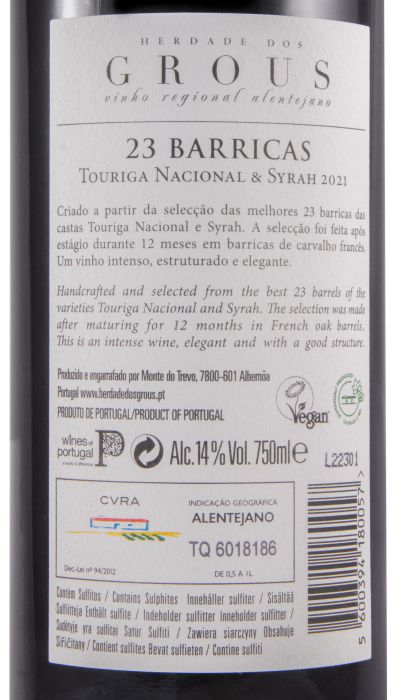 HERDADE DOS
GROUS
vinho regional alentejano
23 BARRICAS
TOURIGA NACIONAL & SYRAH 2021
Criado a partir da selecção das melhores 23 barricas das
castas Touriga Nacional e Syrah. A selecção foi feita após
estágio durante 12 meses em barricas de carvalho francês.
Um vinho intenso, estruturado e elegante.
Handcrafted and selected from the best 23 barrels of the
varieties Touriga Nacional and Syrah. The selection was made
after maturing for 12 months in French oak barrels.
This is an intense wine, elegant and with a good structure.
Produzido e engarrafado por Monte do Trevo, 7800-601 Albernôa
Portugal www.herdadedosgrous.pt
PRODUTO DE PORTUGAL/PRODUCT OF PORTUGAL
Vegan
wines of
portugal
a world of difference
Alc.14%Vol. 750ml e
L22301
CVRA
Dec-Lei nº 94/2012
INDICAÇÃO GEOGRÁFICA
ALENTEJANO
TQ 6018186
DE 0,5 A 1L
5 600394 180057 >
Contém Sulfitos / Contains Sulphites Innehåller sulfiter / Sisältää
Sulfiitteja Enthält sulfite / Indeholder sulfitter / Inneholder sulfitter /
Sudėtyje yra sulfitai Satur Sulfiti / Zawiera siarczyny Obsahuje
Siřičitany / Contient sulfites Bevat sulfieten / Contine sulfiti